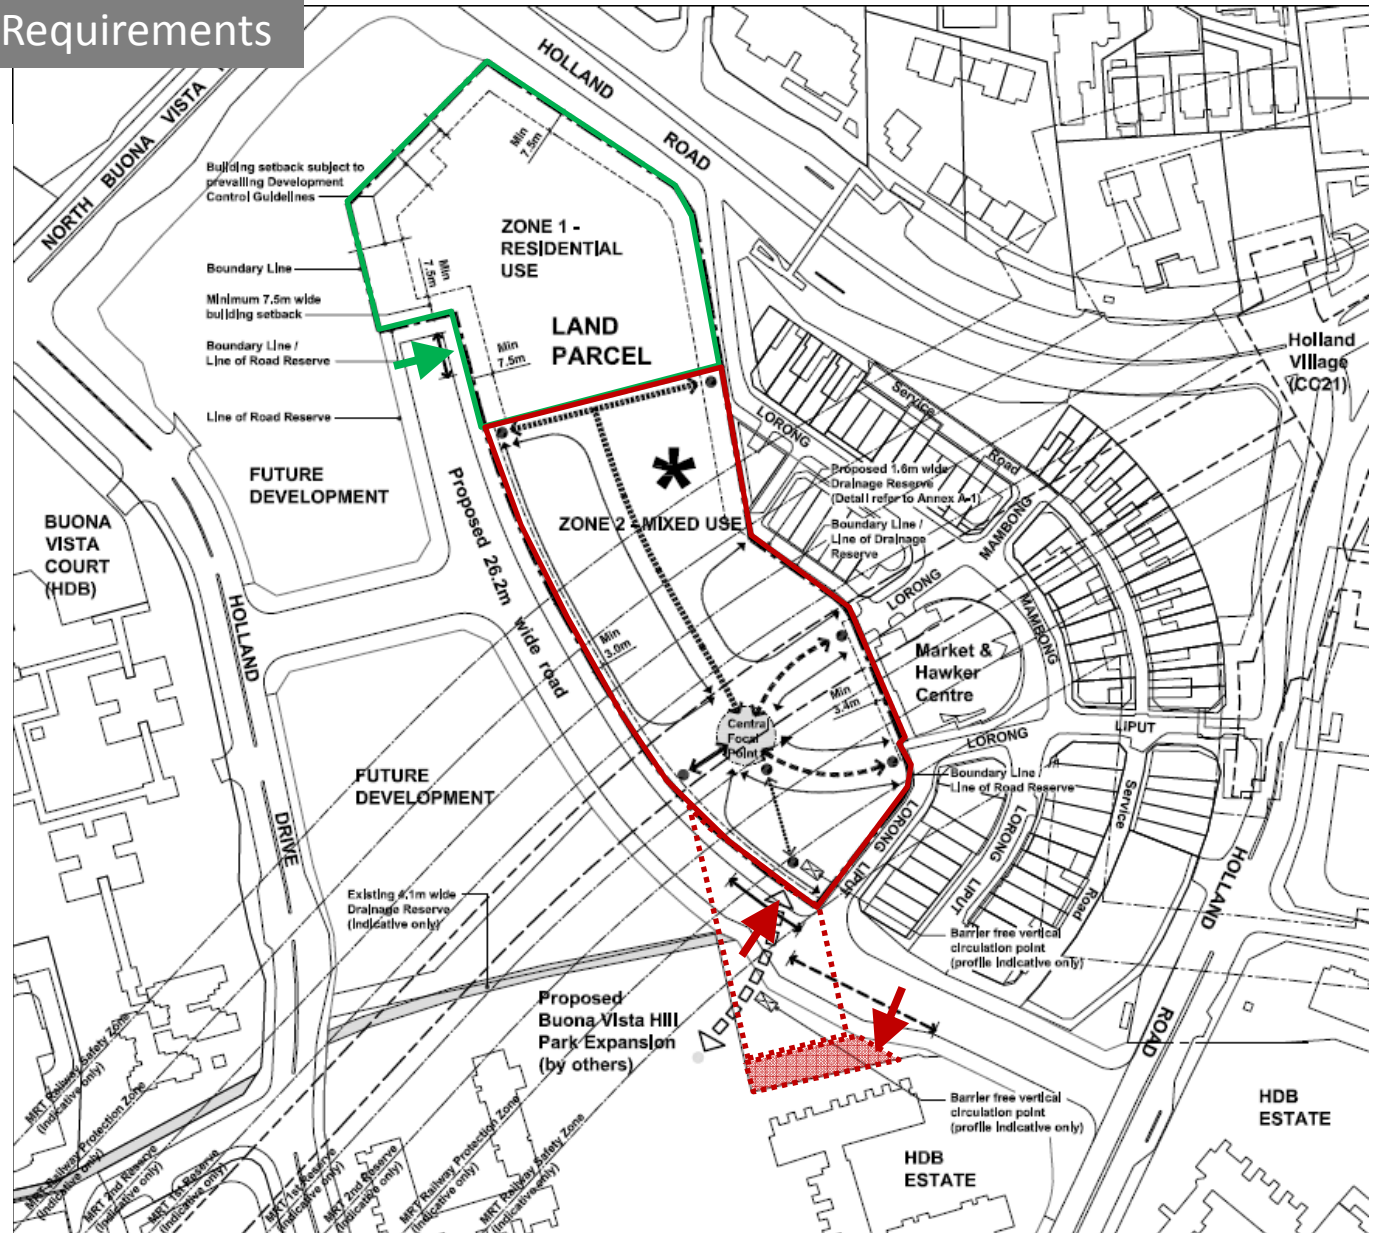 Requirements
HOLLAND
ROAD
NORTH BUONA VISTA
Building setback subject to
prevailing Development
Control Guidelines
Min
7.5m
ZONE 1 -
RESIDENTIAL
USE
Boundary Line
Min
7.5m
Minimum 7.5m wide
building setback
LAND
PARCEL
Boundary Line /
Line of Road Reserve
Min
7.5m
Holland
Village
(CC21)
Line of Road Reserve
Service
Road
LORONG
MAMBONG
*
Proposed 1.6m wide
Drainage Reserve
(Detail refer to Annex A-1)
FUTURE
DEVELOPMENT
Proposed 26.2m
wide road
ZONE 2 - MIXED USE
Boundary Line /
Line of Drainage
Reserve
BUONA
VISTA
COURT
(HDB)
LORONG
MAMBONG
HOLLAND
DRIVE
Min
3.0m
Market &
Hawker
Centre
Min
3.4m
Central
Focal
Point
LORONG
LIPUT
FUTURE
DEVELOPMENT
Boundary Line
Line of Road Reserve
Service
Road
LORONG
LIPUT
LORONG
LIPUT
HOLLAND
ROAD
Existing 4.1m wide
Drainage Reserve
(Indicative only)
Barrier free vertical
circulation point
(profile Indicative only)
Proposed
Buona Vista Hill
Park Expansion
(by others)
Barrier free vertical
circulation point
(profile Indicative only)
HDB
ESTATE
HDB
ESTATE
MRT Railway Safety Zone
(Indicative only)
MRT Railway Protection Zone
(Indicative only)
MRT 2nd Reserve
(Indicative only)
MRT 1st Reserve
(Indicative only)
MRT 1st Reserve
(Indicative only)
MRT 2nd Reserve
(Indicative only)
MRT Railway Protection Zone
(Indicative only)
MRT Railway Safety Zone
(Indicative only)